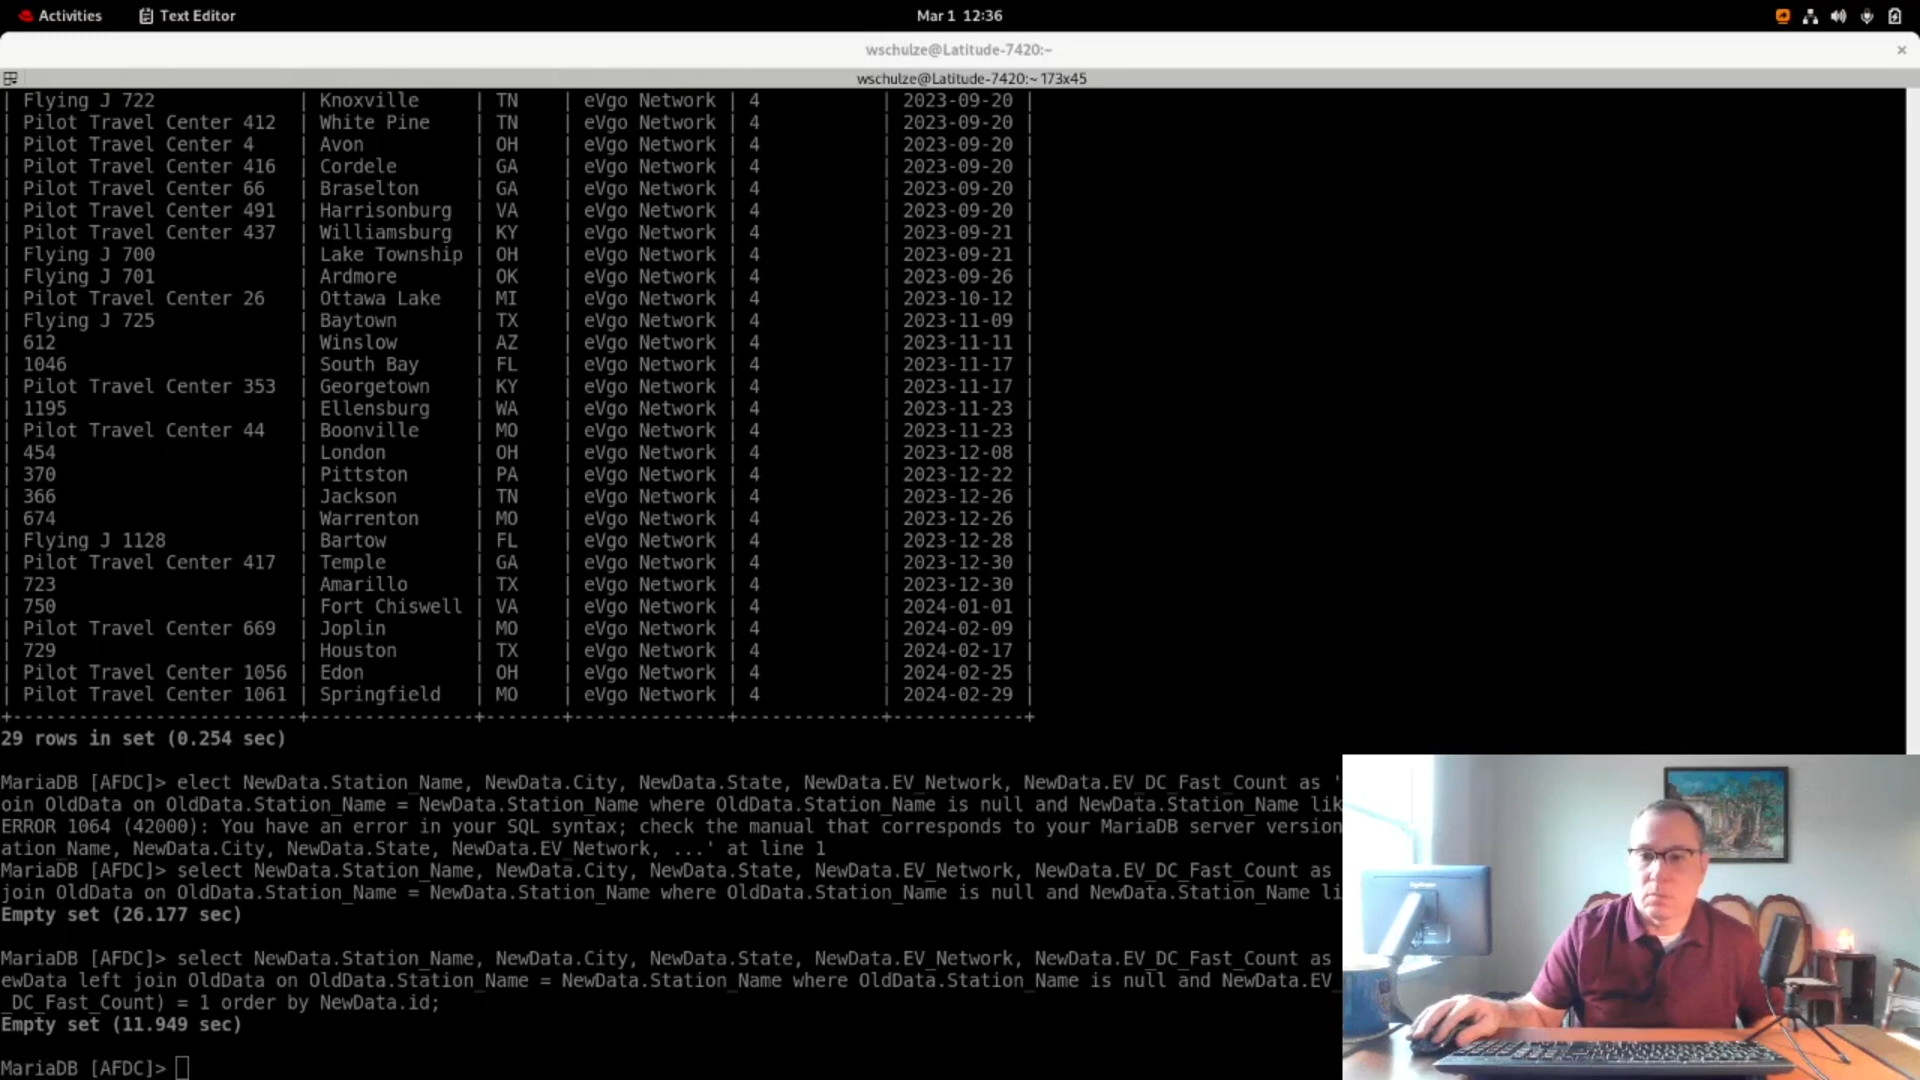 Activities Text Editor Mar 1 12:36
wschulze@Latitude-7420:~ ×
wschulze@Latitude-7420:~ 173x45
| Flying J 722 | Knoxville | TN | eVgo Network | 4 | 2023-09-20 |
| Pilot Travel Center 412 | White Pine | TN | eVgo Network | 4 | 2023-09-20 |
| Pilot Travel Center 4 | Avon | OH | eVgo Network | 4 | 2023-09-20 |
| Pilot Travel Center 416 | Cordele | GA | eVgo Network | 4 | 2023-09-20 |
| Pilot Travel Center 66 | Braselton | GA | eVgo Network | 4 | 2023-09-20 |
| Pilot Travel Center 491 | Harrisonburg | VA | eVgo Network | 4 | 2023-09-20 |
| Pilot Travel Center 437 | Williamsburg | KY | eVgo Network | 4 | 2023-09-21 |
| Flying J 700 | Lake Township | OH | eVgo Network | 4 | 2023-09-21 |
| Flying J 701 | Ardmore | OK | eVgo Network | 4 | 2023-09-26 |
| Pilot Travel Center 26 | Ottawa Lake | MI | eVgo Network | 4 | 2023-10-12 |
| Flying J 725 | Baytown | TX | eVgo Network | 4 | 2023-11-09 |
| 612 | Winslow | AZ | eVgo Network | 4 | 2023-11-11 |
| 1046 | South Bay | FL | eVgo Network | 4 | 2023-11-17 |
| Pilot Travel Center 353 | Georgetown | KY | eVgo Network | 4 | 2023-11-17 |
| 1195 | Ellensburg | WA | eVgo Network | 4 | 2023-11-23 |
| Pilot Travel Center 44 | Boonville | MO | eVgo Network | 4 | 2023-11-23 |
| 454 | London | OH | eVgo Network | 4 | 2023-12-08 |
| 370 | Pittston | PA | eVgo Network | 4 | 2023-12-22 |
| 366 | Jackson | TN | eVgo Network | 4 | 2023-12-26 |
| 674 | Warrenton | MO | eVgo Network | 4 | 2023-12-26 |
| Flying J 1128 | Bartow | FL | eVgo Network | 4 | 2023-12-28 |
| Pilot Travel Center 417 | Temple | GA | eVgo Network | 4 | 2023-12-30 |
| 723 | Amarillo | TX | eVgo Network | 4 | 2023-12-30 |
| 750 | Fort Chiswell | VA | eVgo Network | 4 | 2024-01-01 |
| Pilot Travel Center 669 | Joplin | MO | eVgo Network | 4 | 2024-02-09 |
| 729 | Houston | TX | eVgo Network | 4 | 2024-02-17 |
| Pilot Travel Center 1056 | Edon | OH | eVgo Network | 4 | 2024-02-25 |
| Pilot Travel Center 1061 | Springfield | MO | eVgo Network | 4 | 2024-02-29 |
+--------------------------+---------------+-------+--------------+-------------+------------+
29 rows in set (0.254 sec)
MariaDB [AFDC]> elect NewData.Station_Name, NewData.City, NewData.State, NewData.EV_Network, NewData.EV_DC_Fast_Count as '
oin OldData on OldData.Station_Name = NewData.Station_Name where OldData.Station_Name is null and NewData.Station_Name lik
ERROR 1064 (42000): You have an error in your SQL syntax; check the manual that corresponds to your MariaDB server version
ation_Name, NewData.City, NewData.State, NewData.EV_Network, ...' at line 1
MariaDB [AFDC]> select NewData.Station_Name, NewData.City, NewData.State, NewData.EV_Network, NewData.EV_DC_Fast_Count as
join OldData on OldData.Station_Name = NewData.Station_Name where OldData.Station_Name is null and NewData.Station_Name li
Empty set (26.177 sec)
MariaDB [AFDC]> select NewData.Station_Name, NewData.City, NewData.State, NewData.EV_Network, NewData.EV_DC_Fast_Count as
ewData left join OldData on OldData.Station_Name = NewData.Station_Name where OldData.Station_Name is null and NewData.EV_
_DC_Fast_Count) = 1 order by NewData.id;
Empty set (11.949 sec)
MariaDB [AFDC]>